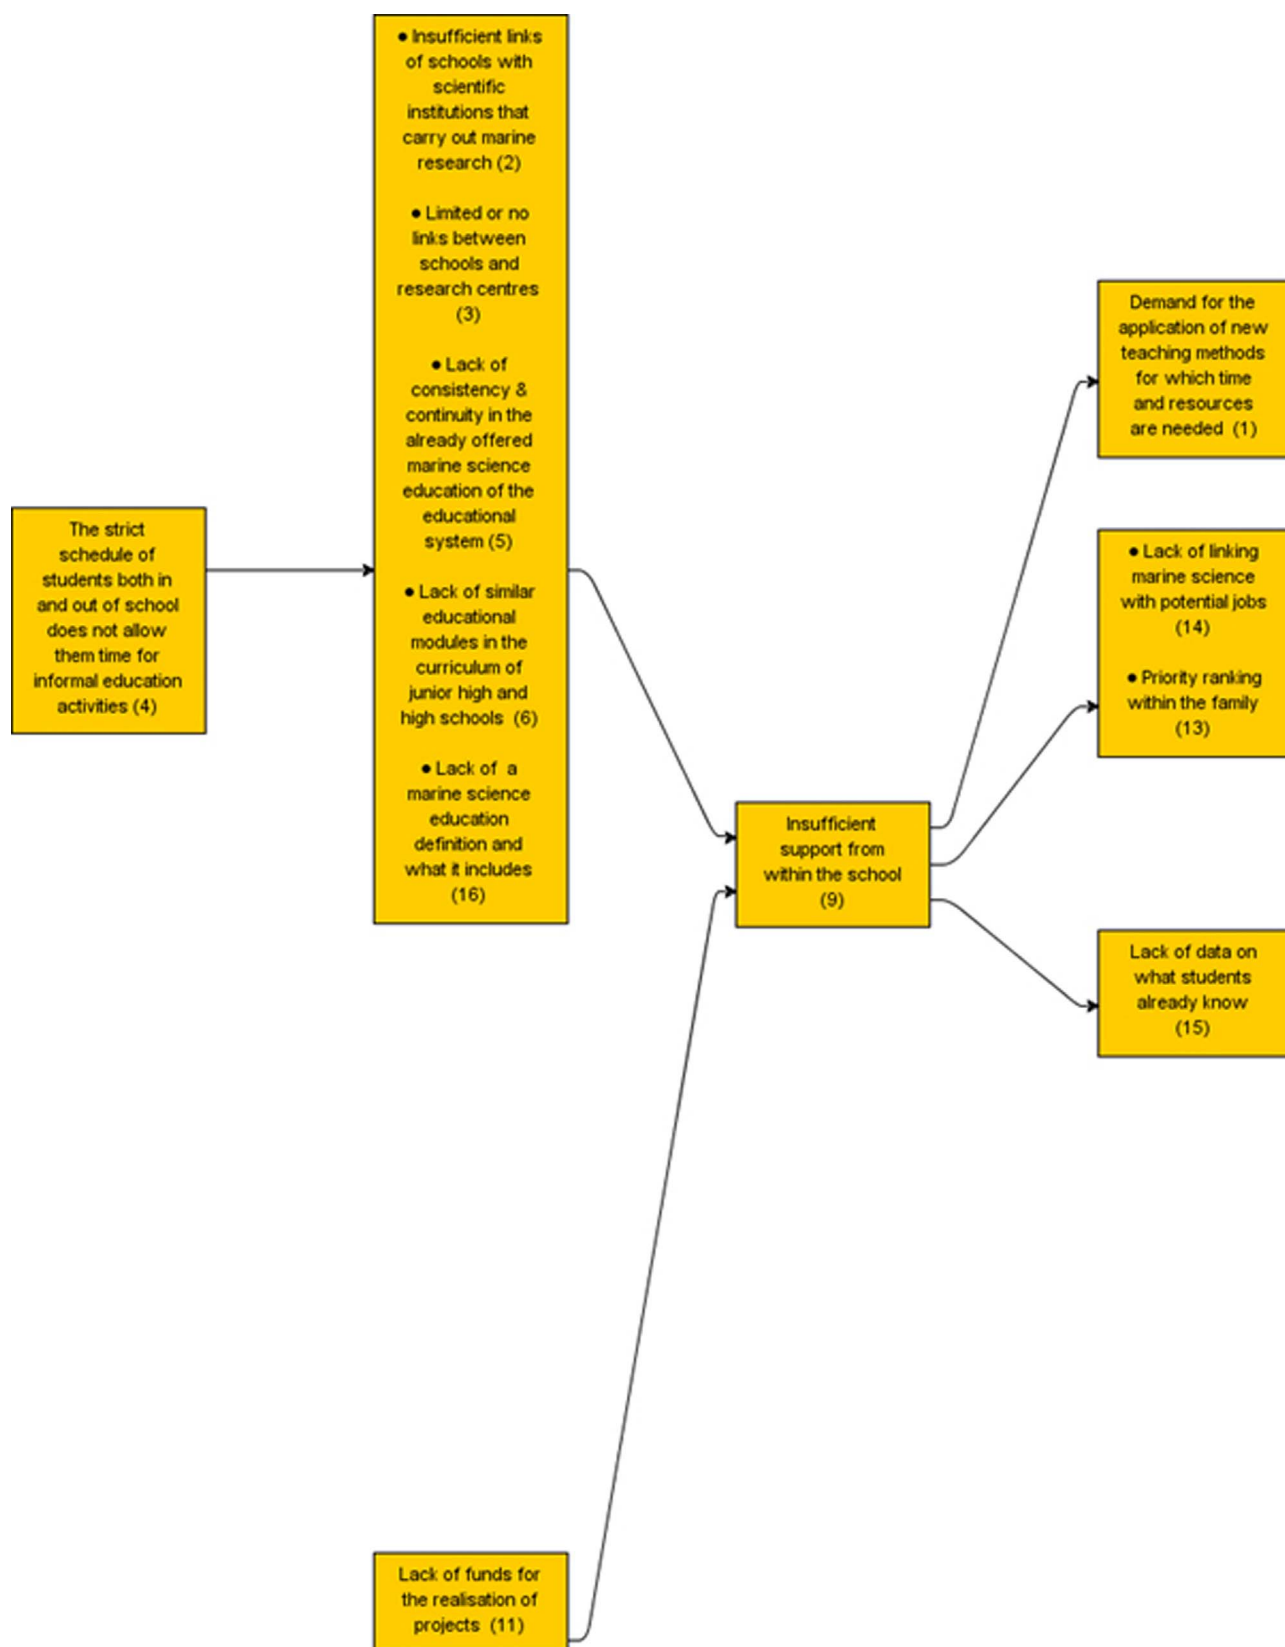 The strict
schedule of
students both in
and out of school
does not allow
them time for
informal education
activities (4)
● Insufficient links
of schools with
scientific
institutions that
carry out marine
research (2)
● Limited or no
links between
schools and
research centres
(3)
● Lack of
consistency &
continuity in the
already offered
marine science
education of the
educational
system (5)
● Lack of similar
educational
modules in the
curriculum of
junior high and
high schools (6)
● Lack of a
marine science
education
definition and
what it includes
(16)
Lack of funds for
the realisation of
projects (11)
Insufficient
support from
within the school
(9)
Demand for the
application of new
teaching methods
for which time
and resources
are needed (1)
● Lack of linking
marine science
with potential jobs
(14)
● Priority ranking
within the family
(13)
Lack of data on
what students
already know
(15)